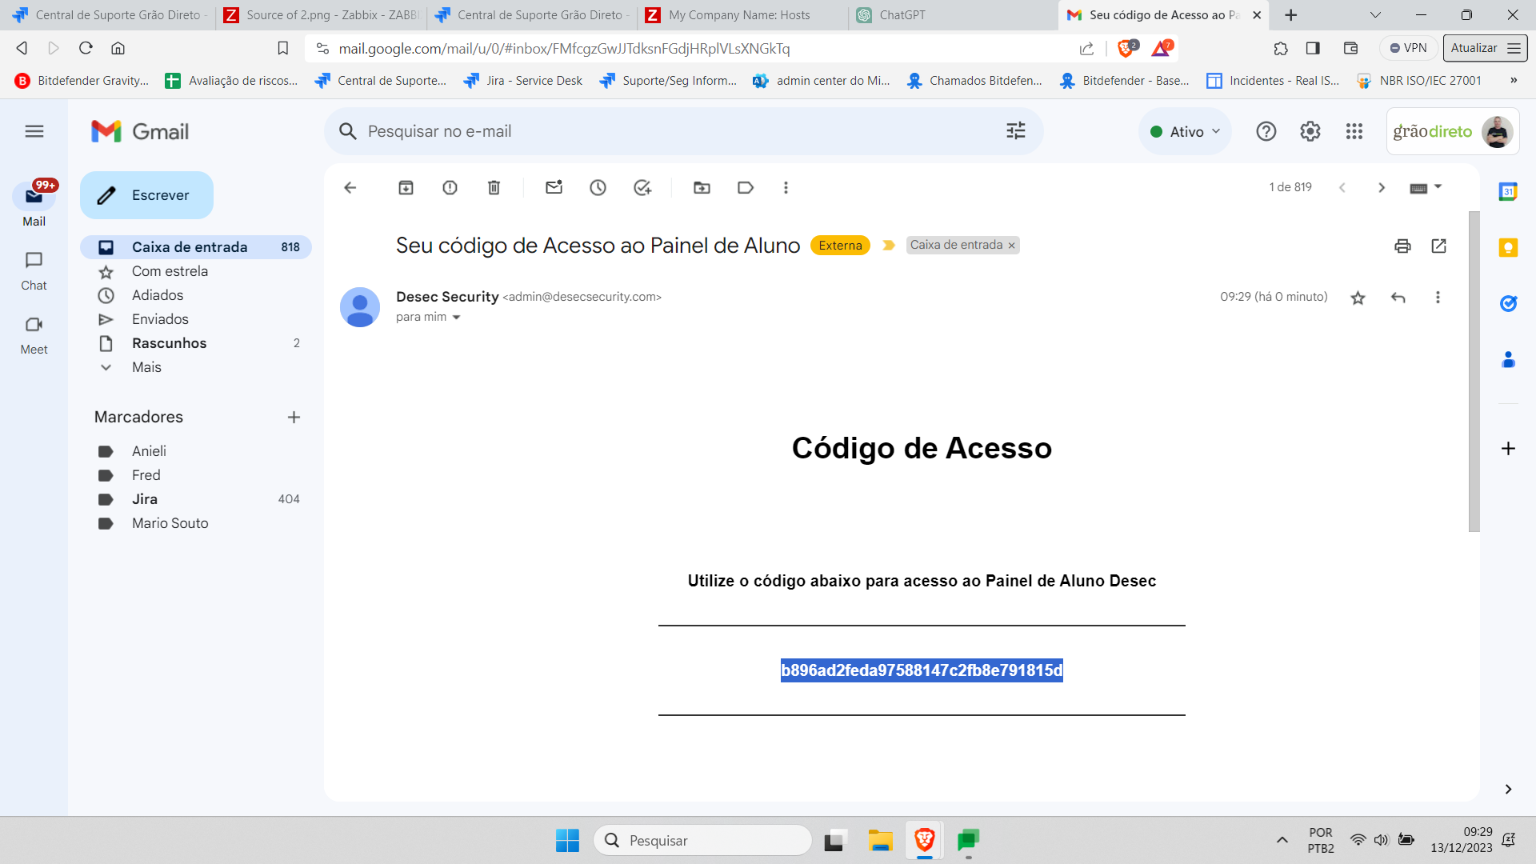 Central de Suporte Grão Direto -
Source of 2.png - Zabbix - ZABB
Central de Suporte Grão Direto -
My Company Name: Hosts
ChatGPT
Seu código de Acesso ao Pa
mail.google.com/mail/u/0/#inbox/FMfcgzGwJJTdksnFGdjHRplVLsXNGkTq
2
7
VPN
Atualizar
Bitdefender Gravity...
Avaliação de riscos...
Central de Suporte...
Jira - Service Desk
Suporte/Seg Inform...
admin center do Mi...
Chamados Bitdefen...
Bitdefender - Base...
Incidentes - Real IS...
NBR ISO/IEC 27001
»
Gmail
Pesquisar no e-mail
Ativo
grãodireto
99+
Mail
Chat
Meet
Escrever
Caixa de entrada 818
Com estrela
Adiados
Enviados
Rascunhos 2
Mais
Marcadores
Anieli
Fred
Jira 404
Mario Souto
1 de 819
31
Seu código de Acesso ao Painel de Aluno Externa Caixa de entrada ×
Desec Security <admin@desecsecurity.com>
09:29 (há 0 minuto)
para mim
Código de Acesso
Utilize o código abaixo para acesso ao Painel de Aluno Desec
b896ad2feda97588147c2fb8e791815d
Pesquisar
POR
PTB2
09:29
13/12/2023